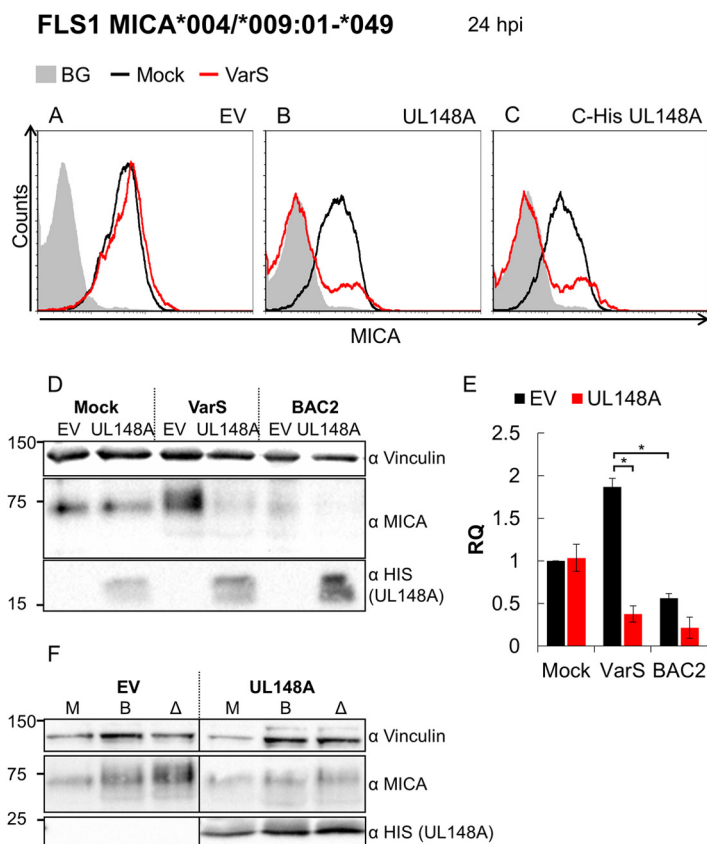 FLS1 MICA*004/*009:01-*049 24 hpi
BG Mock VarS
A EV B UL148A C C-His UL148A
Counts
MICA
D
Mock VarS BAC2
EV UL148A EV UL148A EV UL148A
150
α Vinculin
75
α MICA
α HIS
(UL148A)
15
E
EV UL148A
RQ
2.5
2
1.5
1
0.5
0
* *
Mock VarS BAC2
F
EV UL148A
M B Δ M B Δ
150
α Vinculin
75
α MICA
25
α HIS (UL148A)